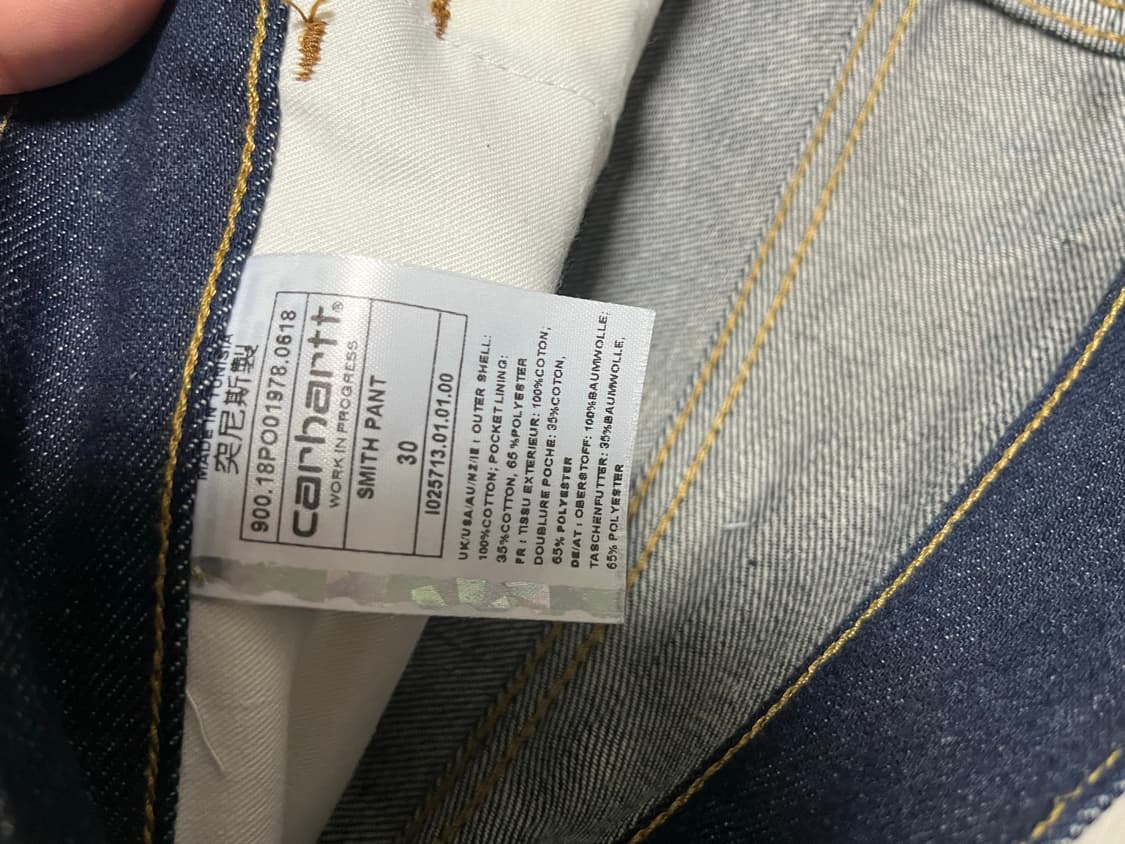 MADE IN TUNISIA
突尼斯製
900.18PO001978.0618
carhartt®
WORK IN PROGRESS
SMITH PANT
30
I025713.01.01.00
UK/USA/AU/NZ/IE : OUTER SHELL:
100%COTTON; POCKET LINING:
35%COTTON, 65 %POLYESTER
FR : TISSU EXTERIEUR: 100%COTON;
DOUBLURE POCHE: 35%COTON,
65% POLYESTER
DE/AT : OBERSTOFF: 100%BAUMWOLLE;
TASCHENFUTTER: 35%BAUMWOLLE,
65% POLYESTER